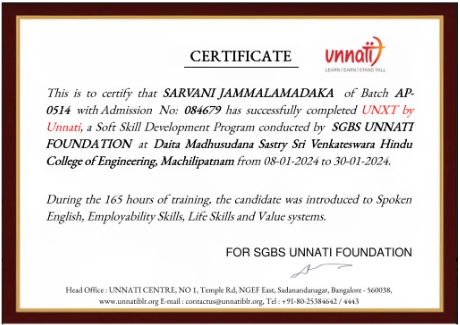 CERTIFICATE
unnati
LEARN | EARN | STAND TALL
This is to certify that SARVANI JAMMALAMADAKA of Batch AP-
0514 with Admission No: 084679 has successfully completed UNXT by
Unnati, a Soft Skill Development Program conducted by SGBS UNNATI
FOUNDATION at Daita Madhusudana Sastry Sri Venkateswara Hindu
College of Engineering, Machilipatnam from 08-01-2024 to 30-01-2024.
During the 165 hours of training, the candidate was introduced to Spoken
English, Employability Skills, Life Skills and Value systems.
FOR SGBS UNNATI FOUNDATION
Head Office : UNNATI CENTRE, NO 1, Temple Rd, NGEF East, Sadanandanagar, Bangalore - 560038,
www.unnatiblr.org E-mail : contactus@unnatiblr.org, Tel : +91-80-25384642 / 4443